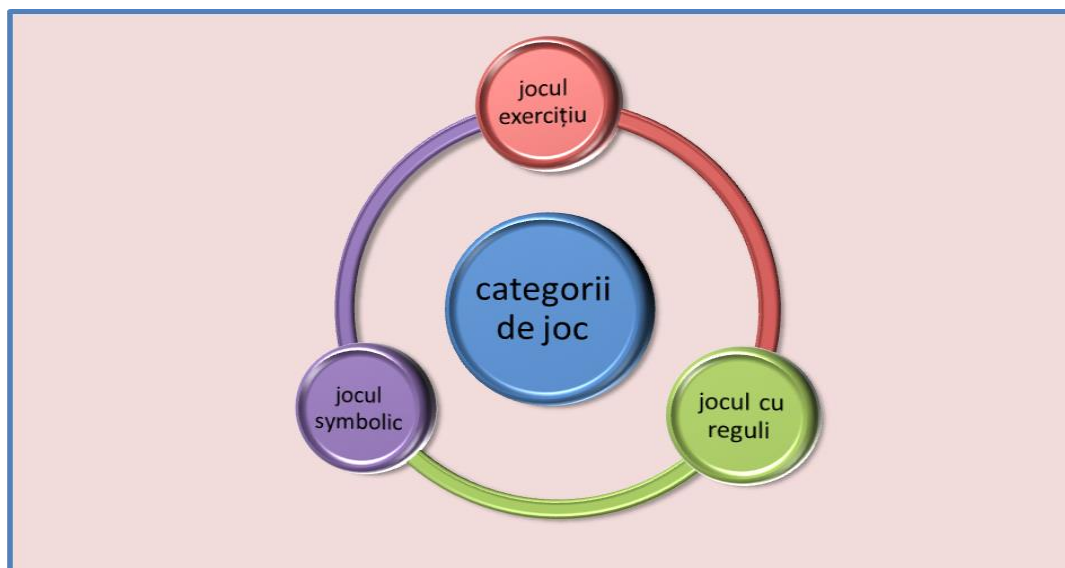 jocul
exercițiu
categorii
de joc
jocul
symbolic
jocul cu
reguli